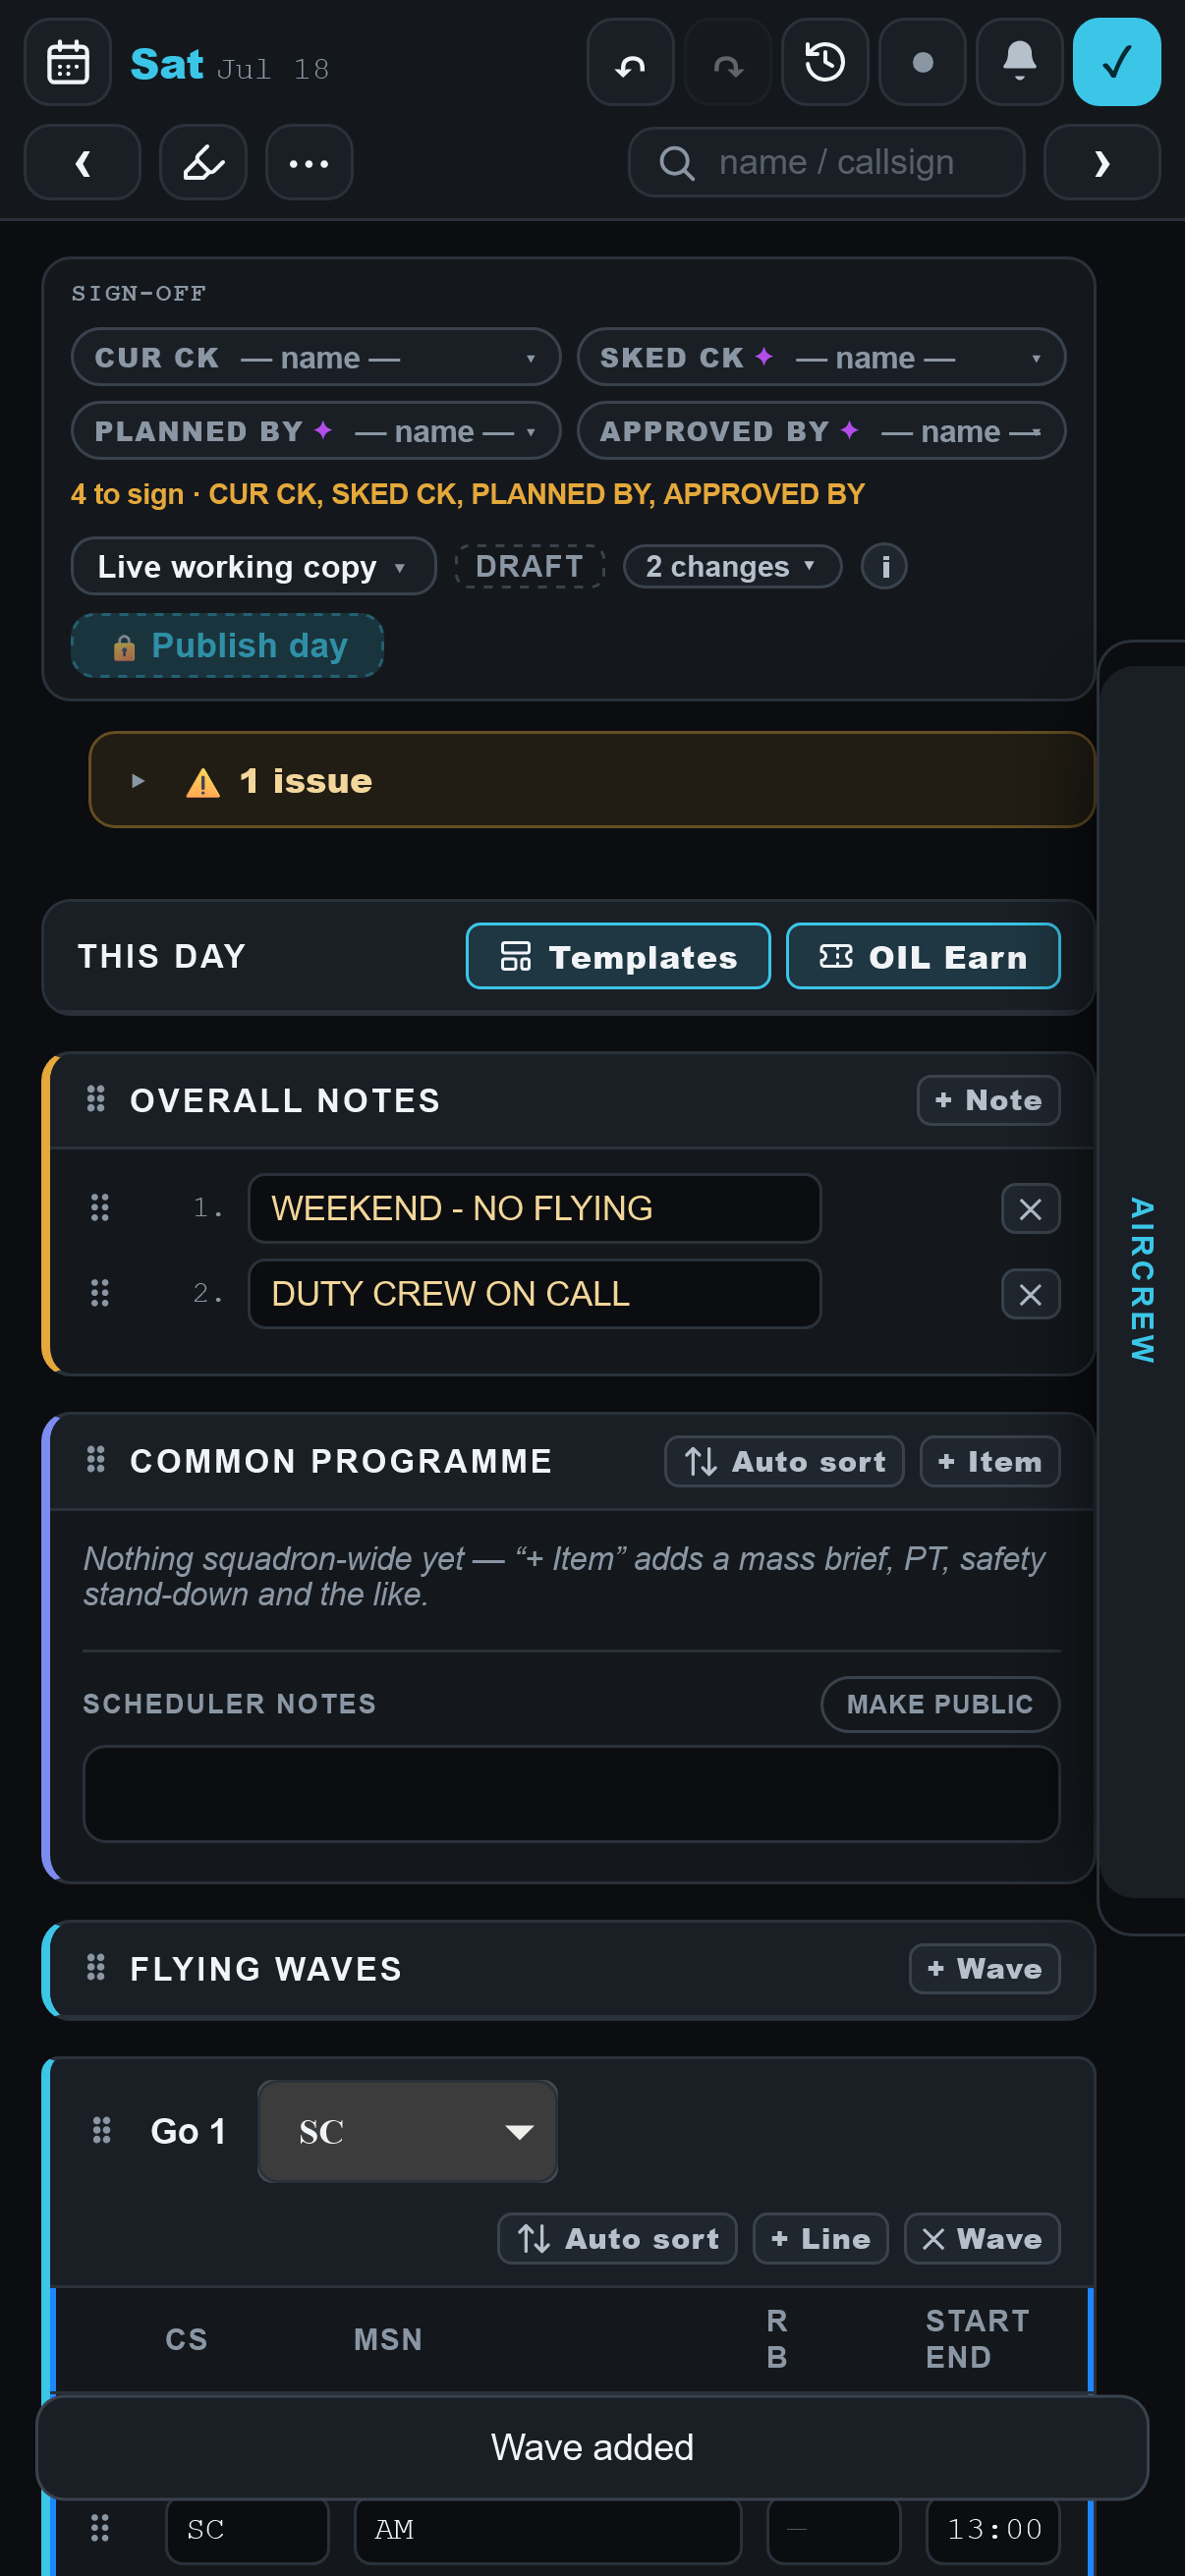 Sat Jul 18
name / callsign
SIGN-OFF
CUR CK — name —
SKED CK ✦ — name —
PLANNED BY ✦ — name —
APPROVED BY ✦ — name —
4 to sign · CUR CK, SKED CK, PLANNED BY, APPROVED BY
Live working copy
DRAFT
2 changes
i
Publish day
1 issue
THIS DAY
Templates
OIL Earn
OVERALL NOTES
+ Note
1. WEEKEND - NO FLYING
2. DUTY CREW ON CALL
AIRCREW
COMMON PROGRAMME
Auto sort
+ Item
Nothing squadron-wide yet — “+ Item” adds a mass brief, PT, safety
stand-down and the like.
SCHEDULER NOTES
MAKE PUBLIC
FLYING WAVES
+ Wave
Go 1
SC
Auto sort
+ Line
× Wave
CS MSN R B START END
Wave added
SC AM — 13:00